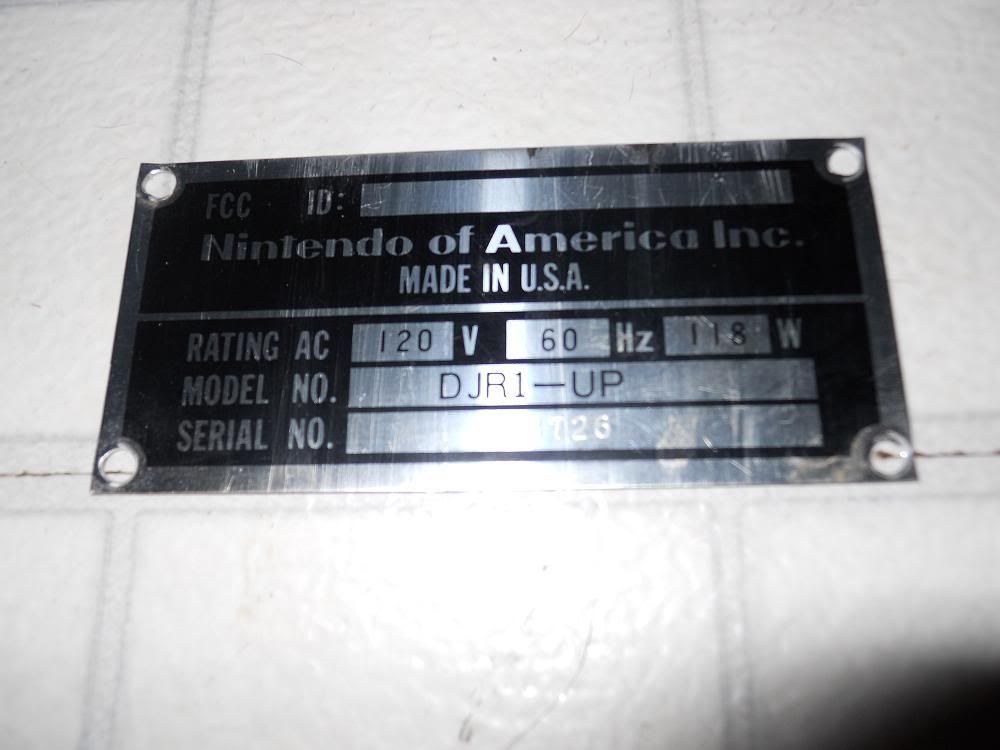 FCC ID:
Nintendo of America Inc.
MADE IN U.S.A.
RATING AC 120 V 60 Hz 118 W
MODEL NO. DJR1-UP
SERIAL NO. 726